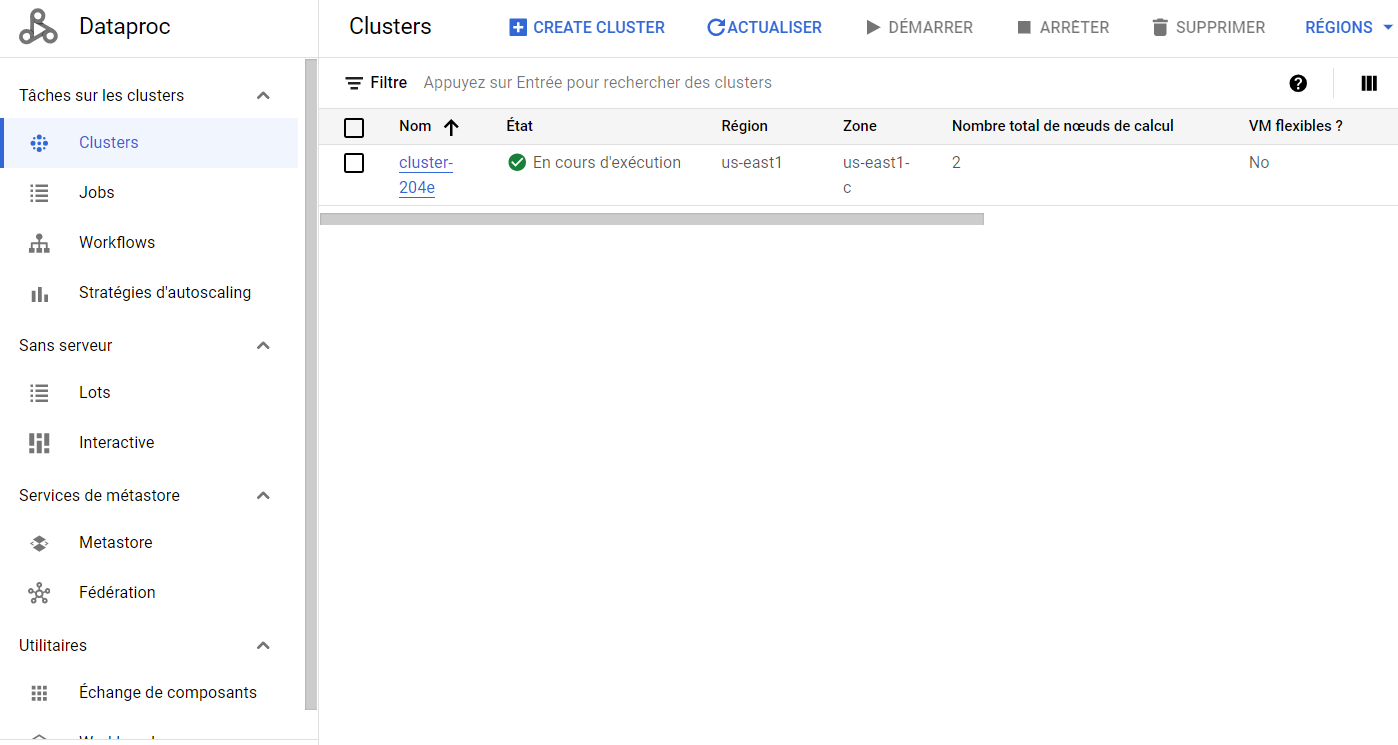 Dataproc
Clusters
CREATE CLUSTER
ACTUALISER
DÉMARRER
ARRÊTER
SUPPRIMER
RÉGIONS
Tâches sur les clusters
Clusters
Jobs
Workflows
Stratégies d'autoscaling
Sans serveur
Lots
Interactive
Services de métastore
Metastore
Fédération
Utilitaires
Échange de composants
Filtre Appuyez sur Entrée pour rechercher des clusters
Nom État Région Zone Nombre total de nœuds de calcul VM flexibles ?
cluster- En cours d'exécution us-east1 us-east1- 2 No
204e c